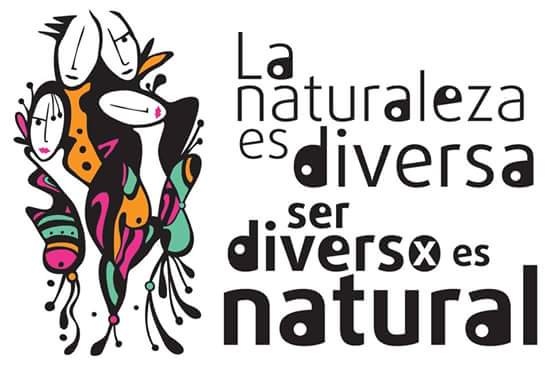 La
naturaleza
es diversa
ser
diversx es
natural